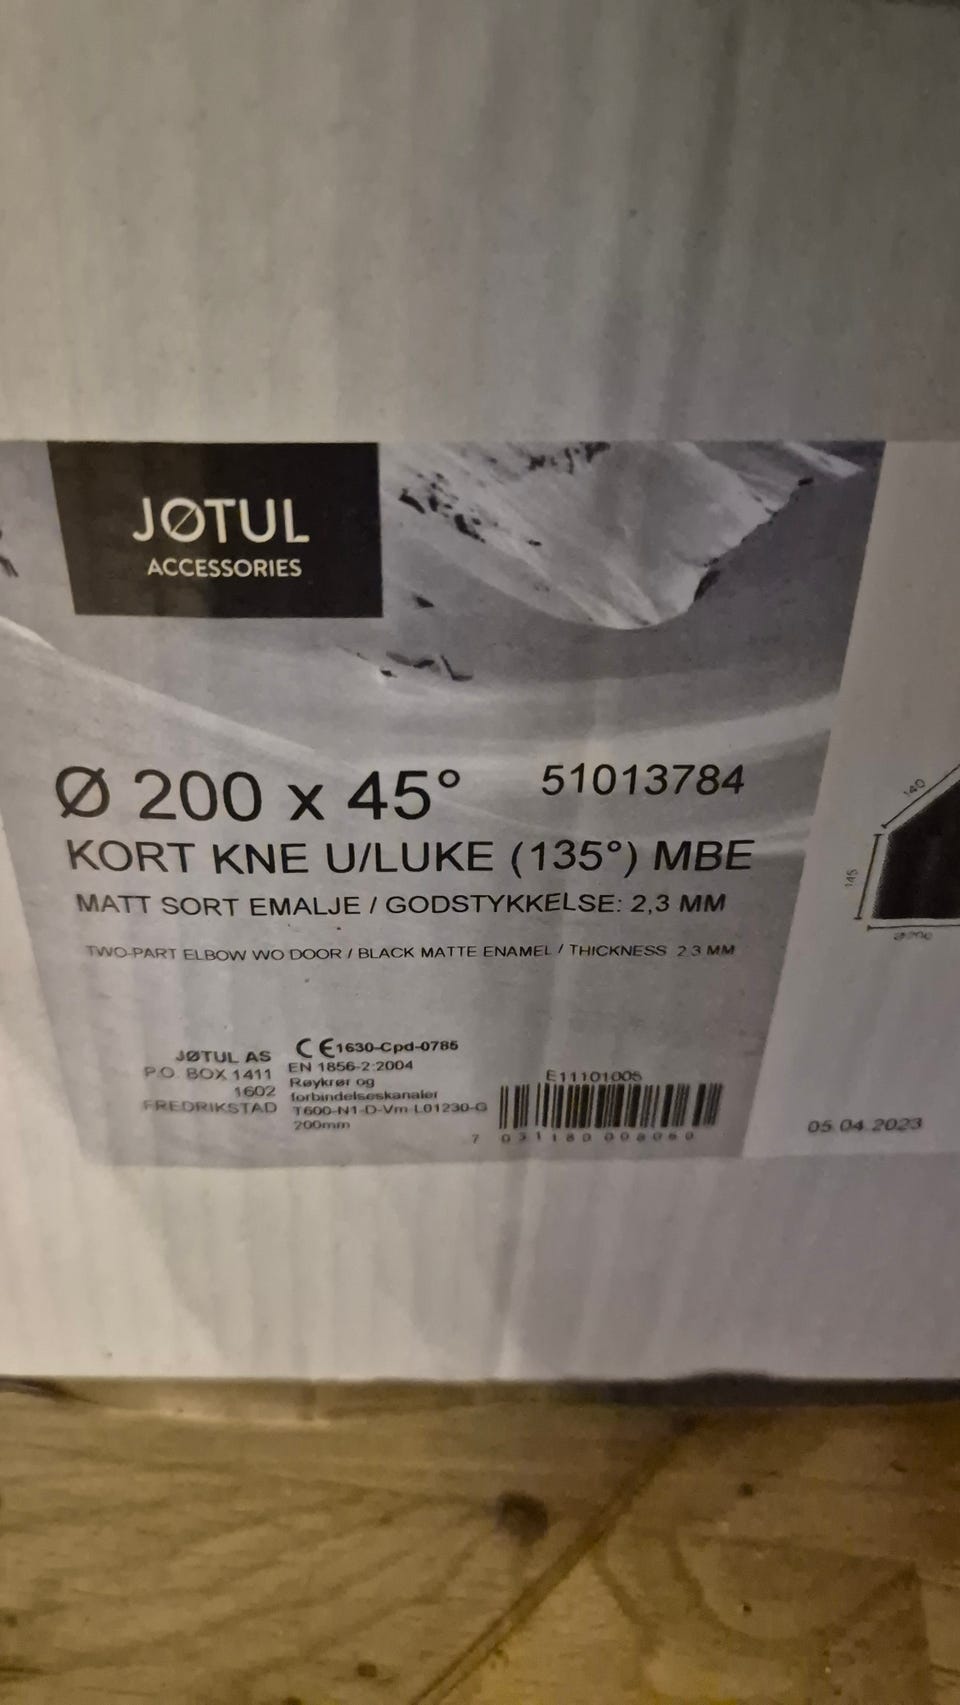 JØTUL
ACCESSORIES
Ø 200 x 45°
51013784
KORT KNE U/LUKE (135°) MBE
MATT SORT EMALJE / GODSTYKKELSE: 2,3 MM
TWO-PART ELBOW WO DOOR / BLACK MATTE ENAMEL / THICKNESS 2 3 MM
JØTUL AS
P.O. BOX 1411
1602
FREDRIKSTAD
CE 1630-Cpd-0785
EN 1856-2:2004
Røykrør og
forbindelseskanaler
T600-N1-D-Vm-L01230-G
200mm
E11101005
05.04.2023
140
145